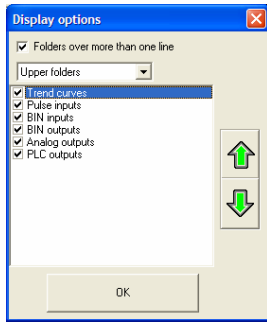 Display options
Folders over more than one line
Upper folders
Trend curves
Pulse inputs
BIN inputs
BIN outputs
Analog outputs
PLC outputs
OK